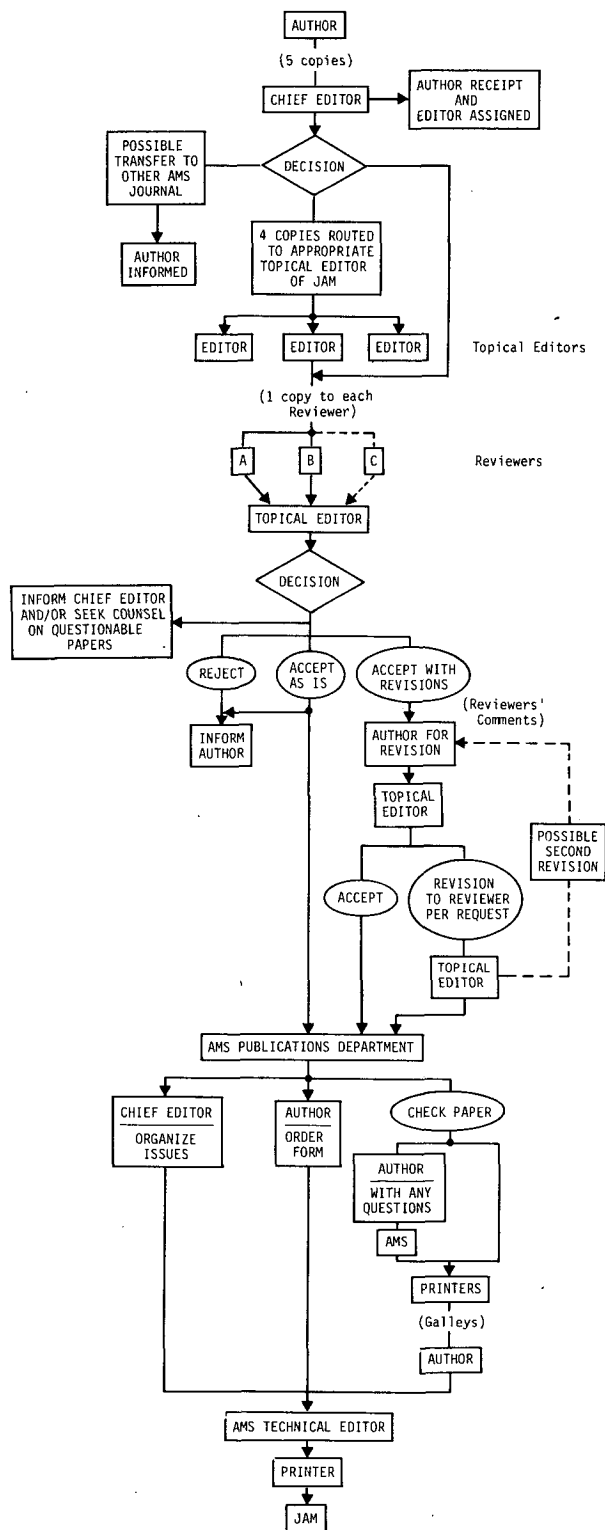 AUTHOR
(5 copies)
CHIEF EDITOR
AUTHOR RECEIPT
AND
EDITOR ASSIGNED
POSSIBLE
TRANSFER TO
OTHER AMS
JOURNAL
DECISION
AUTHOR
INFORMED
4 COPIES ROUTED
TO APPROPRIATE
TOPICAL EDITOR
OF JAM
EDITOR
EDITOR
EDITOR
Topical Editors
(1 copy to each
Reviewer)
A
B
C
Reviewers
TOPICAL EDITOR
DECISION
INFORM CHIEF EDITOR
AND/OR SEEK COUNSEL
ON QUESTIONABLE
PAPERS
REJECT
ACCEPT
AS IS
ACCEPT WITH
REVISIONS
(Reviewers'
Comments)
INFORM
AUTHOR
AUTHOR FOR
REVISION
TOPICAL
EDITOR
POSSIBLE
SECOND
REVISION
ACCEPT
REVISION
TO REVIEWER
PER REQUEST
TOPICAL
EDITOR
AMS PUBLICATIONS DEPARTMENT
CHIEF EDITOR
ORGANIZE
ISSUES
AUTHOR
ORDER
FORM
CHECK PAPER
AUTHOR
WITH ANY
QUESTIONS
AMS
PRINTERS
(Galleys)
AUTHOR
AMS TECHNICAL EDITOR
PRINTER
JAM